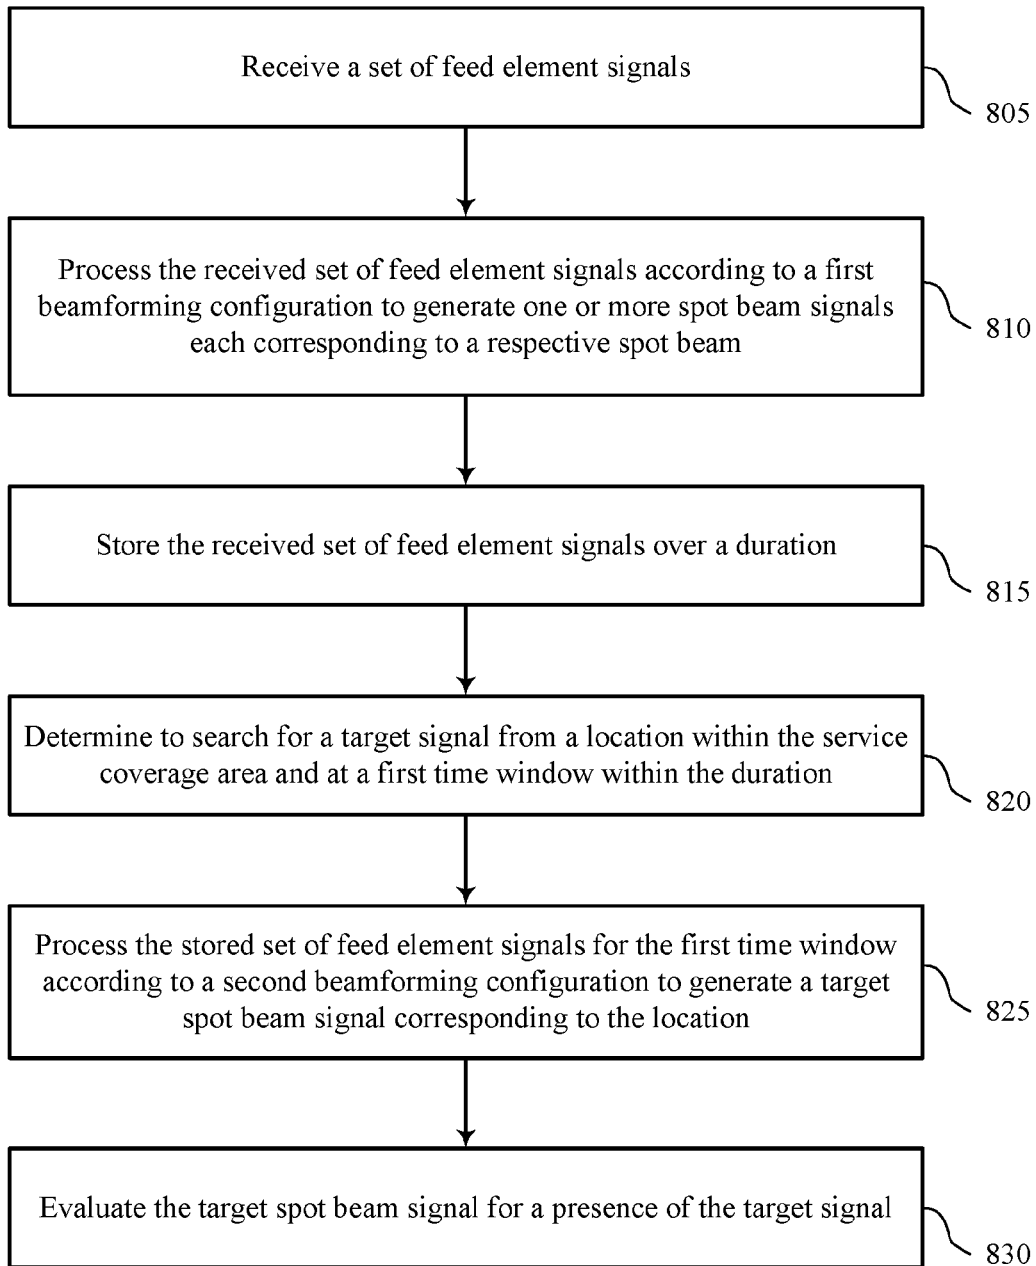 Receive a set of feed element signals
805
Process the received set of feed element signals according to a first
beamforming configuration to generate one or more spot beam signals
each corresponding to a respective spot beam
810
Store the received set of feed element signals over a duration
815
Determine to search for a target signal from a location within the service
coverage area and at a first time window within the duration
820
Process the stored set of feed element signals for the first time window
according to a second beamforming configuration to generate a target
spot beam signal corresponding to the location
825
Evaluate the target spot beam signal for a presence of the target signal
830